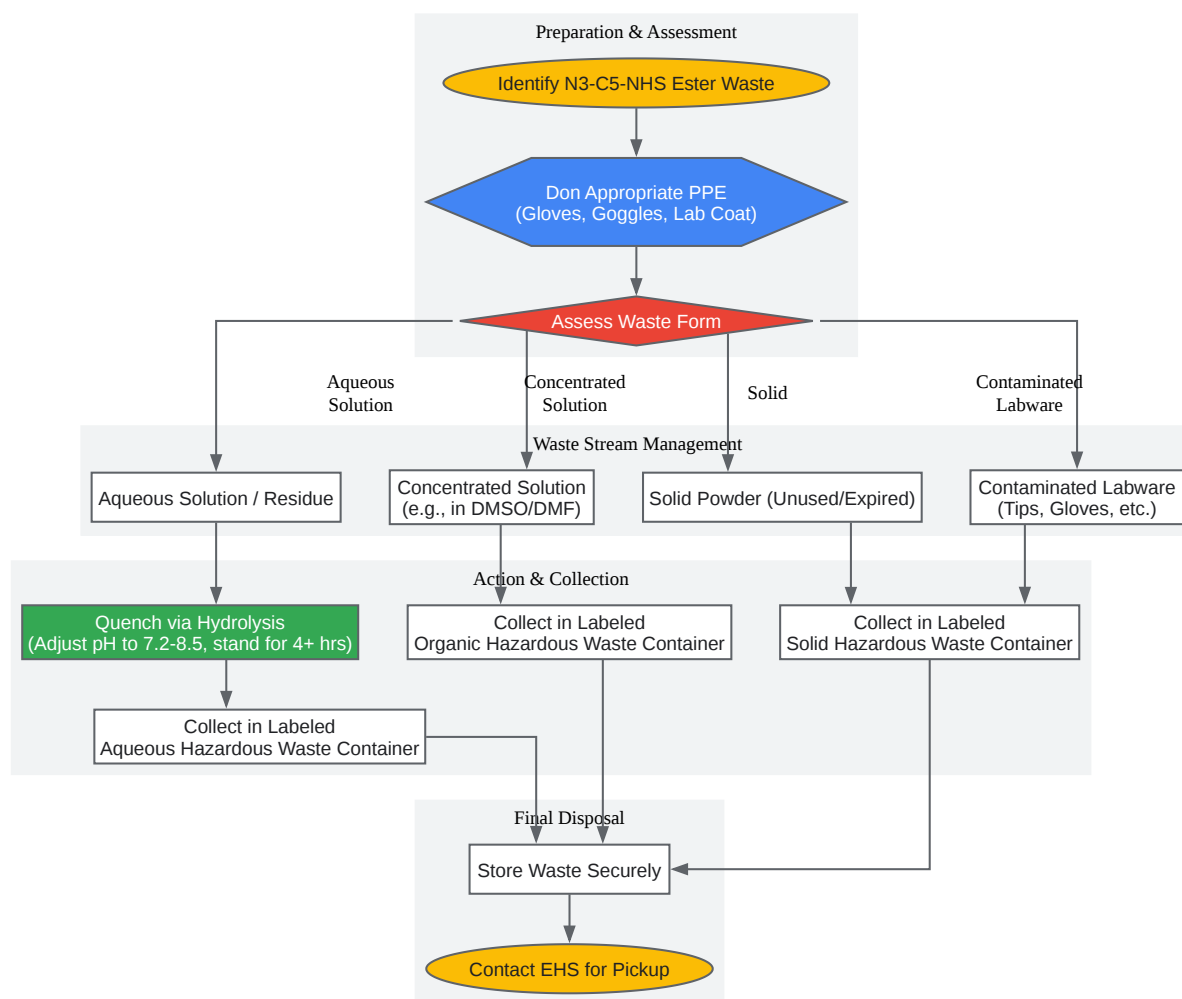 Preparation & Assessment
Identify N3-C5-NHS Ester Waste
Don Appropriate PPE
(Gloves, Goggles, Lab Coat)
Assess Waste Form
Aqueous
Solution
Concentrated
Solution
Solid
Contaminated
Labware
Waste Stream Management
Aqueous Solution / Residue
Concentrated Solution
(e.g., in DMSO/DMF)
Solid Powder (Unused/Expired)
Contaminated Labware
(Tips, Gloves, etc.)
Action & Collection
Quench via Hydrolysis
(Adjust pH to 7.2-8.5, stand for 4+ hrs)
Collect in Labeled
Organic Hazardous Waste Container
Collect in Labeled
Solid Hazardous Waste Container
Collect in Labeled
Aqueous Hazardous Waste Container
Final Disposal
Store Waste Securely
Contact EHS for Pickup